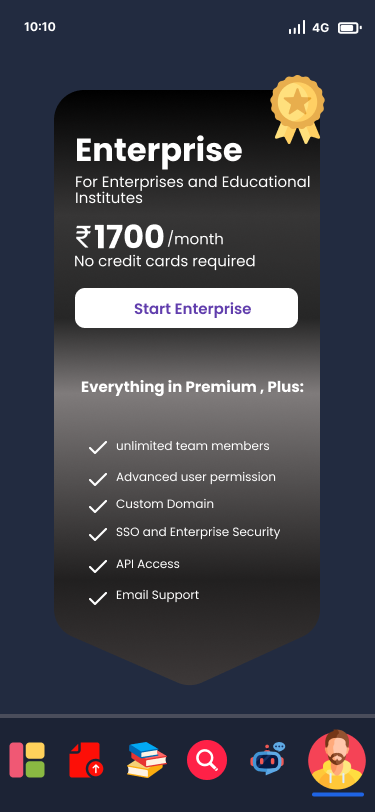 10:10
4G
Enterprise
For Enterprises and Educational
Institutes
₹1700/month
No credit cards required
Start Enterprise
Everything in Premium , Plus:
unlimited team members
Advanced user permission
Custom Domain
SSO and Enterprise Security
API Access
Email Support